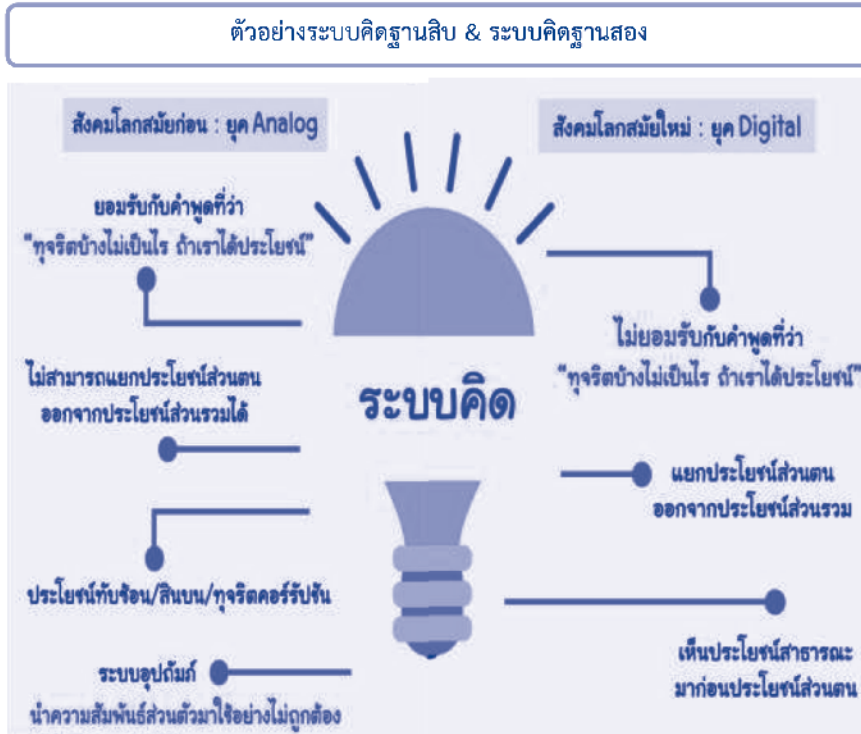 ตัวอย่างระบบคิดฐานสิบ & ระบบคิดฐานสอง
สังคมโลกสมัยก่อน : ยุค Analog
ยอมรับกับคำพูดที่ว่า
“ทุจริตบ้างไม่เป็นไร ถ้าเราได้ประโยชน์”
ไม่สามารถแยกประโยชน์ส่วนตน
ออกจากประโยชน์ส่วนรวมได้
ประโยชน์ทับซ้อน/สินบน/ทุจริตคอร์รัปชัน
ระบบอุปถัมภ์
นำความสัมพันธ์ส่วนตัวมาใช้อย่างไม่ถูกต้อง
ระบบคิด
สังคมโลกสมัยใหม่ : ยุค Digital
ไม่ยอมรับกับคำพูดที่ว่า
“ทุจริตบ้างไม่เป็นไร ถ้าเราได้ประโยชน์”
แยกประโยชน์ส่วนตน
ออกจากประโยชน์ส่วนรวม
เห็นประโยชน์สาธารณะ
มาก่อนประโยชน์ส่วนตน